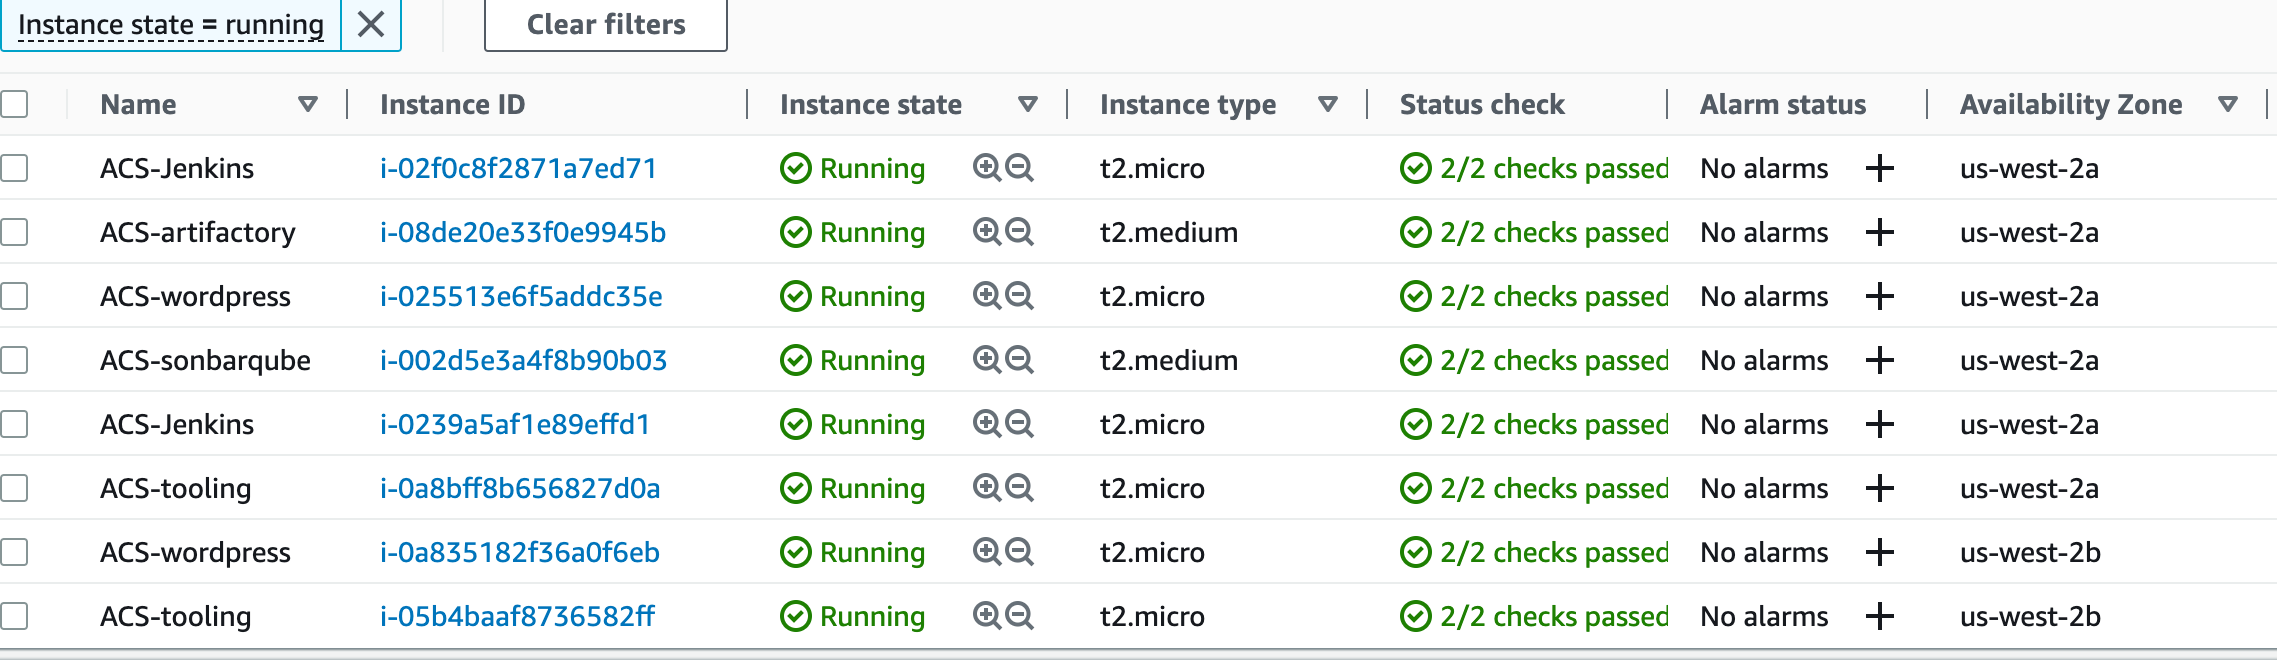 Instance state = running Clear filters
Name Instance ID Instance state Instance type Status check Alarm status Availability Zone
ACS-Jenkins i-02f0c8f2871a7ed71 Running t2.micro 2/2 checks passed No alarms us-west-2a
ACS-artifactory i-08de20e33f0e9945b Running t2.medium 2/2 checks passed No alarms us-west-2a
ACS-wordpress i-025513e6f5addc35e Running t2.micro 2/2 checks passed No alarms us-west-2a
ACS-sonbarqube i-002d5e3a4f8b90b03 Running t2.medium 2/2 checks passed No alarms us-west-2a
ACS-Jenkins i-0239a5af1e89effd1 Running t2.micro 2/2 checks passed No alarms us-west-2a
ACS-tooling i-0a8bff8b656827d0a Running t2.micro 2/2 checks passed No alarms us-west-2a
ACS-wordpress i-0a835182f36a0f6eb Running t2.micro 2/2 checks passed No alarms us-west-2b
ACS-tooling i-05b4baaf8736582ff Running t2.micro 2/2 checks passed No alarms us-west-2b